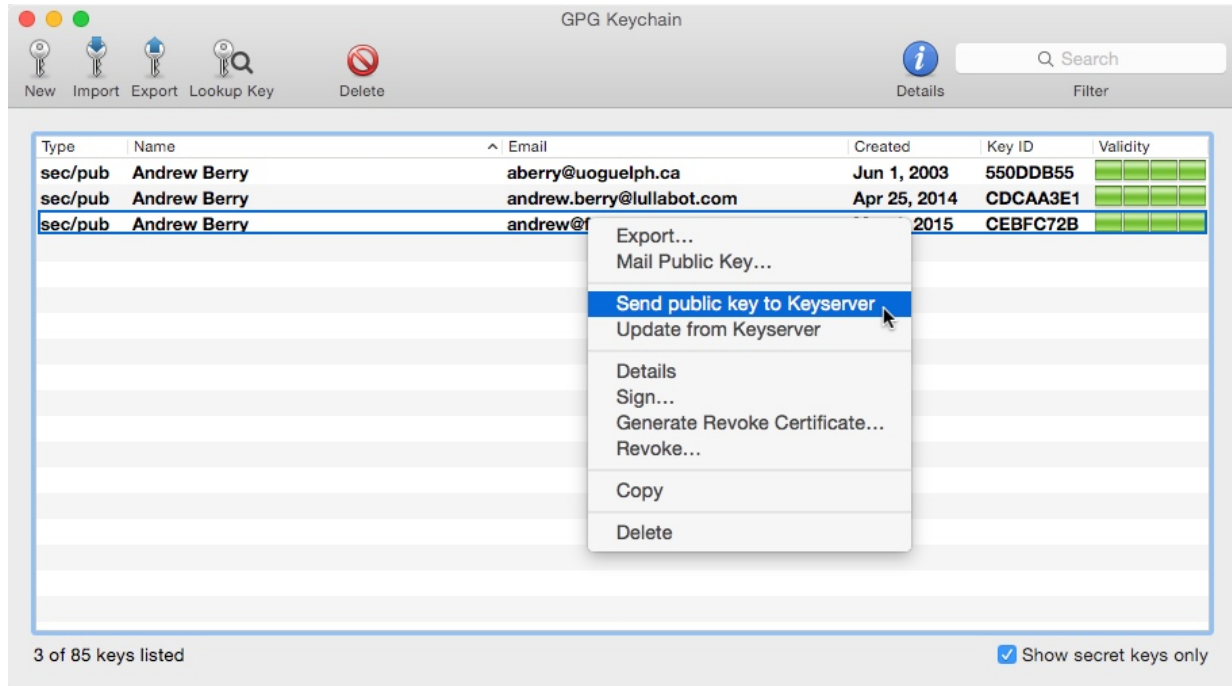 GPG Keychain
New Import Export Lookup Key Delete Details Search
Filter
Type Name Email Created Key ID Validity
sec/pub Andrew Berry aberry@uoguelph.ca Jun 1, 2003 550DDB55
sec/pub Andrew Berry andrew.berry@lullabot.com Apr 25, 2014 CDCAA3E1
sec/pub Andrew Berry 2015 CEBFC72B
Export...
Mail Public Key...
Send public key to Keyserver
Update from Keyserver
Details
Sign...
Generate Revoke Certificate...
Revoke...
Copy
Delete
3 of 85 keys listed Show secret keys only